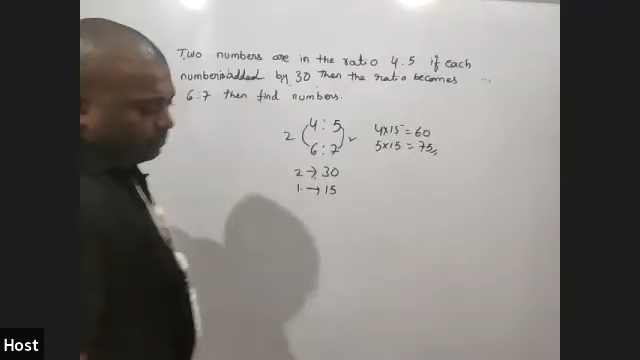 Two numbers are in the ratio 4.5 if each
number is added by 30 then the ratio becomes
6:7 then find numbers.
4 : 5
2
6 : 7
2 → 30
1 → 15
4x15 = 60
5x15 = 75
Host